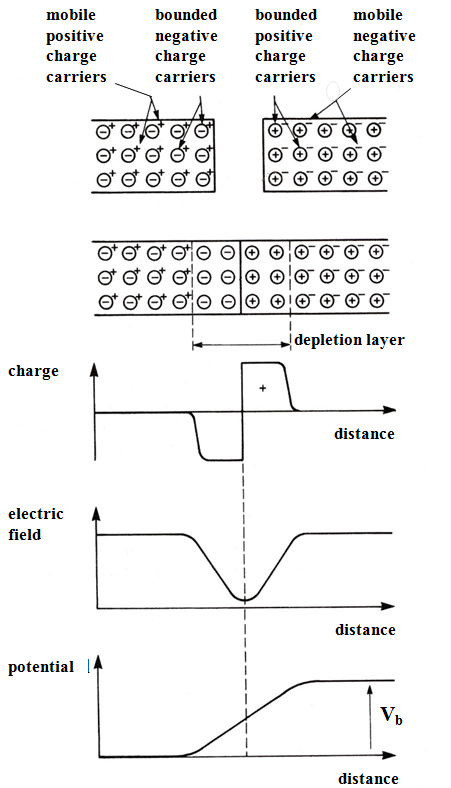 mobile
positive
charge
carriers
bounded
negative
charge
carriers
bounded
positive
charge
carriers
mobile
negative
charge
carriers
depletion layer
charge
+
distance
electric
field
distance
potential
Vb
distance